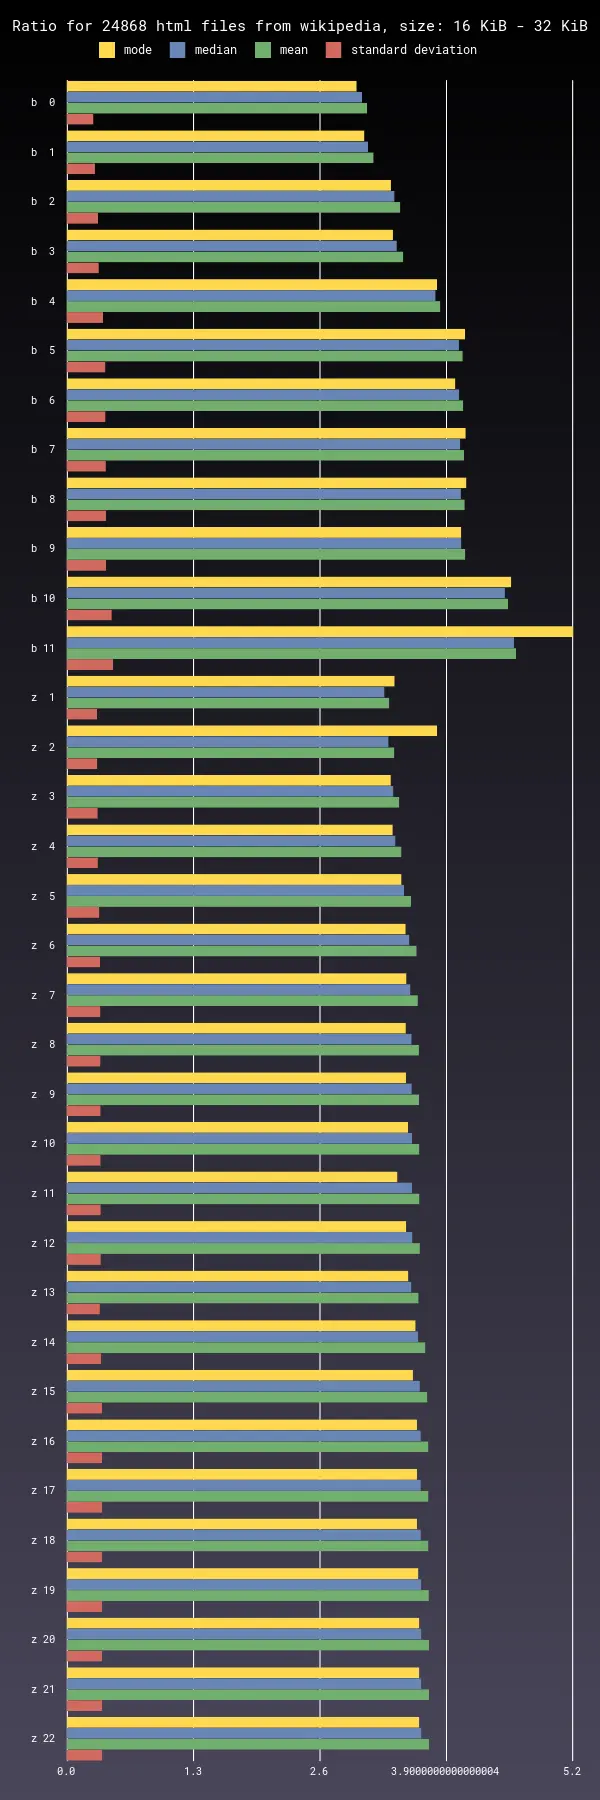 Ratio for 24868 html files from wikipedia, size: 16 KiB - 32 KiB
mode median mean standard deviation
b 0
b 1
b 2
b 3
b 4
b 5
b 6
b 7
b 8
b 9
b 10
b 11
z 1
z 2
z 3
z 4
z 5
z 6
z 7
z 8
z 9
z 10
z 11
z 12
z 13
z 14
z 15
z 16
z 17
z 18
z 19
z 20
z 21
z 22
0.0 1.3 2.6 3.9000000000000004 5.2